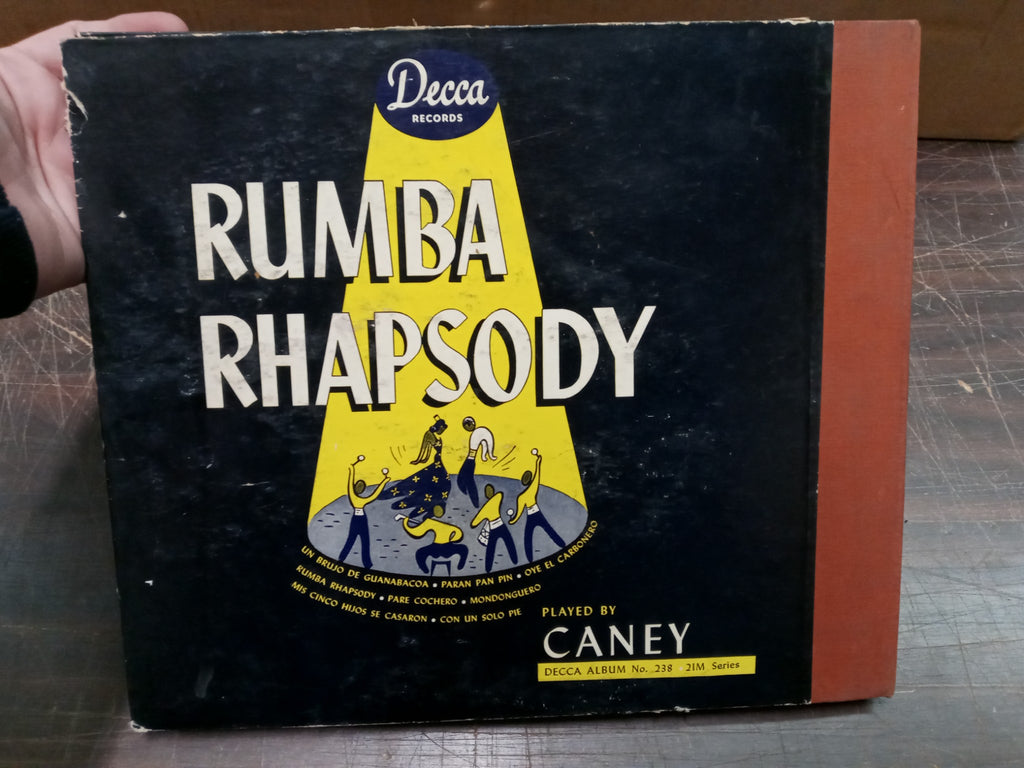 Decca
RECORDS
RUMBA
RHAPSODY
UN BRUJO DE GUANABACOA • PARAN PAN PIN • OYE EL CARBONERO
RUMBA RHAPSODY • PARE COCHERO • MONDONGUERO
MIS CINCO HIJOS SE CASARON • CON UN SOLO PIE
PLAYED BY
CANEY
DECCA ALBUM No. 238 21M Series